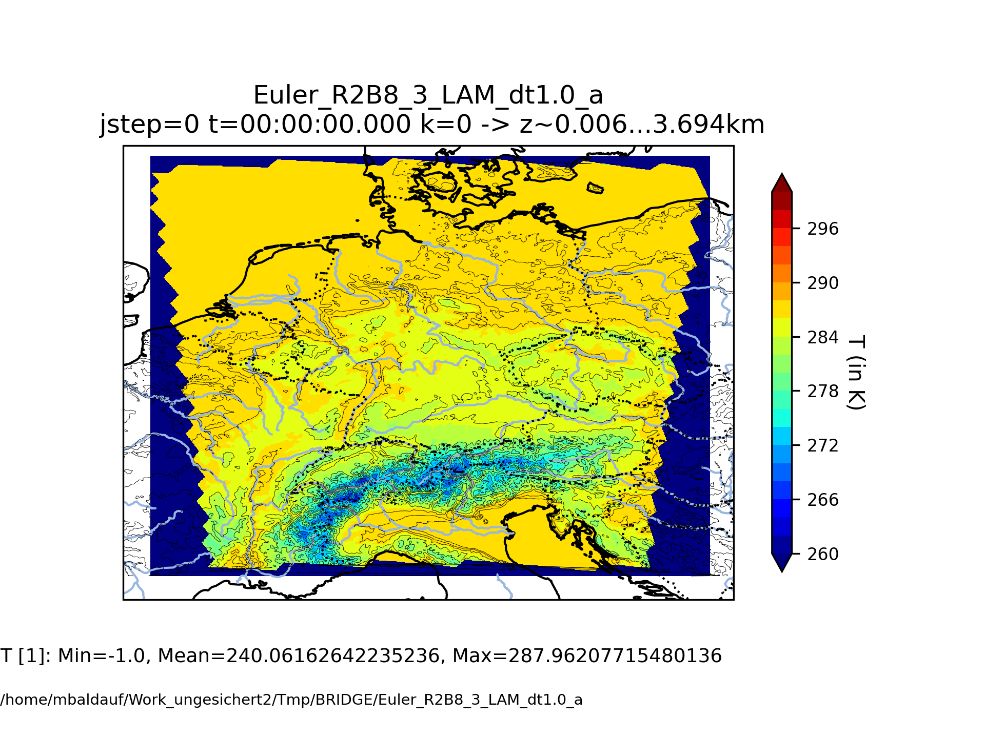 Euler_R2B8_3_LAM_dt1.0_a
jstep=0 t=00:00:00.000 k=0 -> z~0.006...3.694km
296
290
284
278
272
266
260
T (in K)
T [1]: Min=-1.0, Mean=240.06162642235236, Max=287.96207715480136
/home/mbaldauf/Work_ungesichert2/Tmp/BRIDGE/Euler_R2B8_3_LAM_dt1.0_a